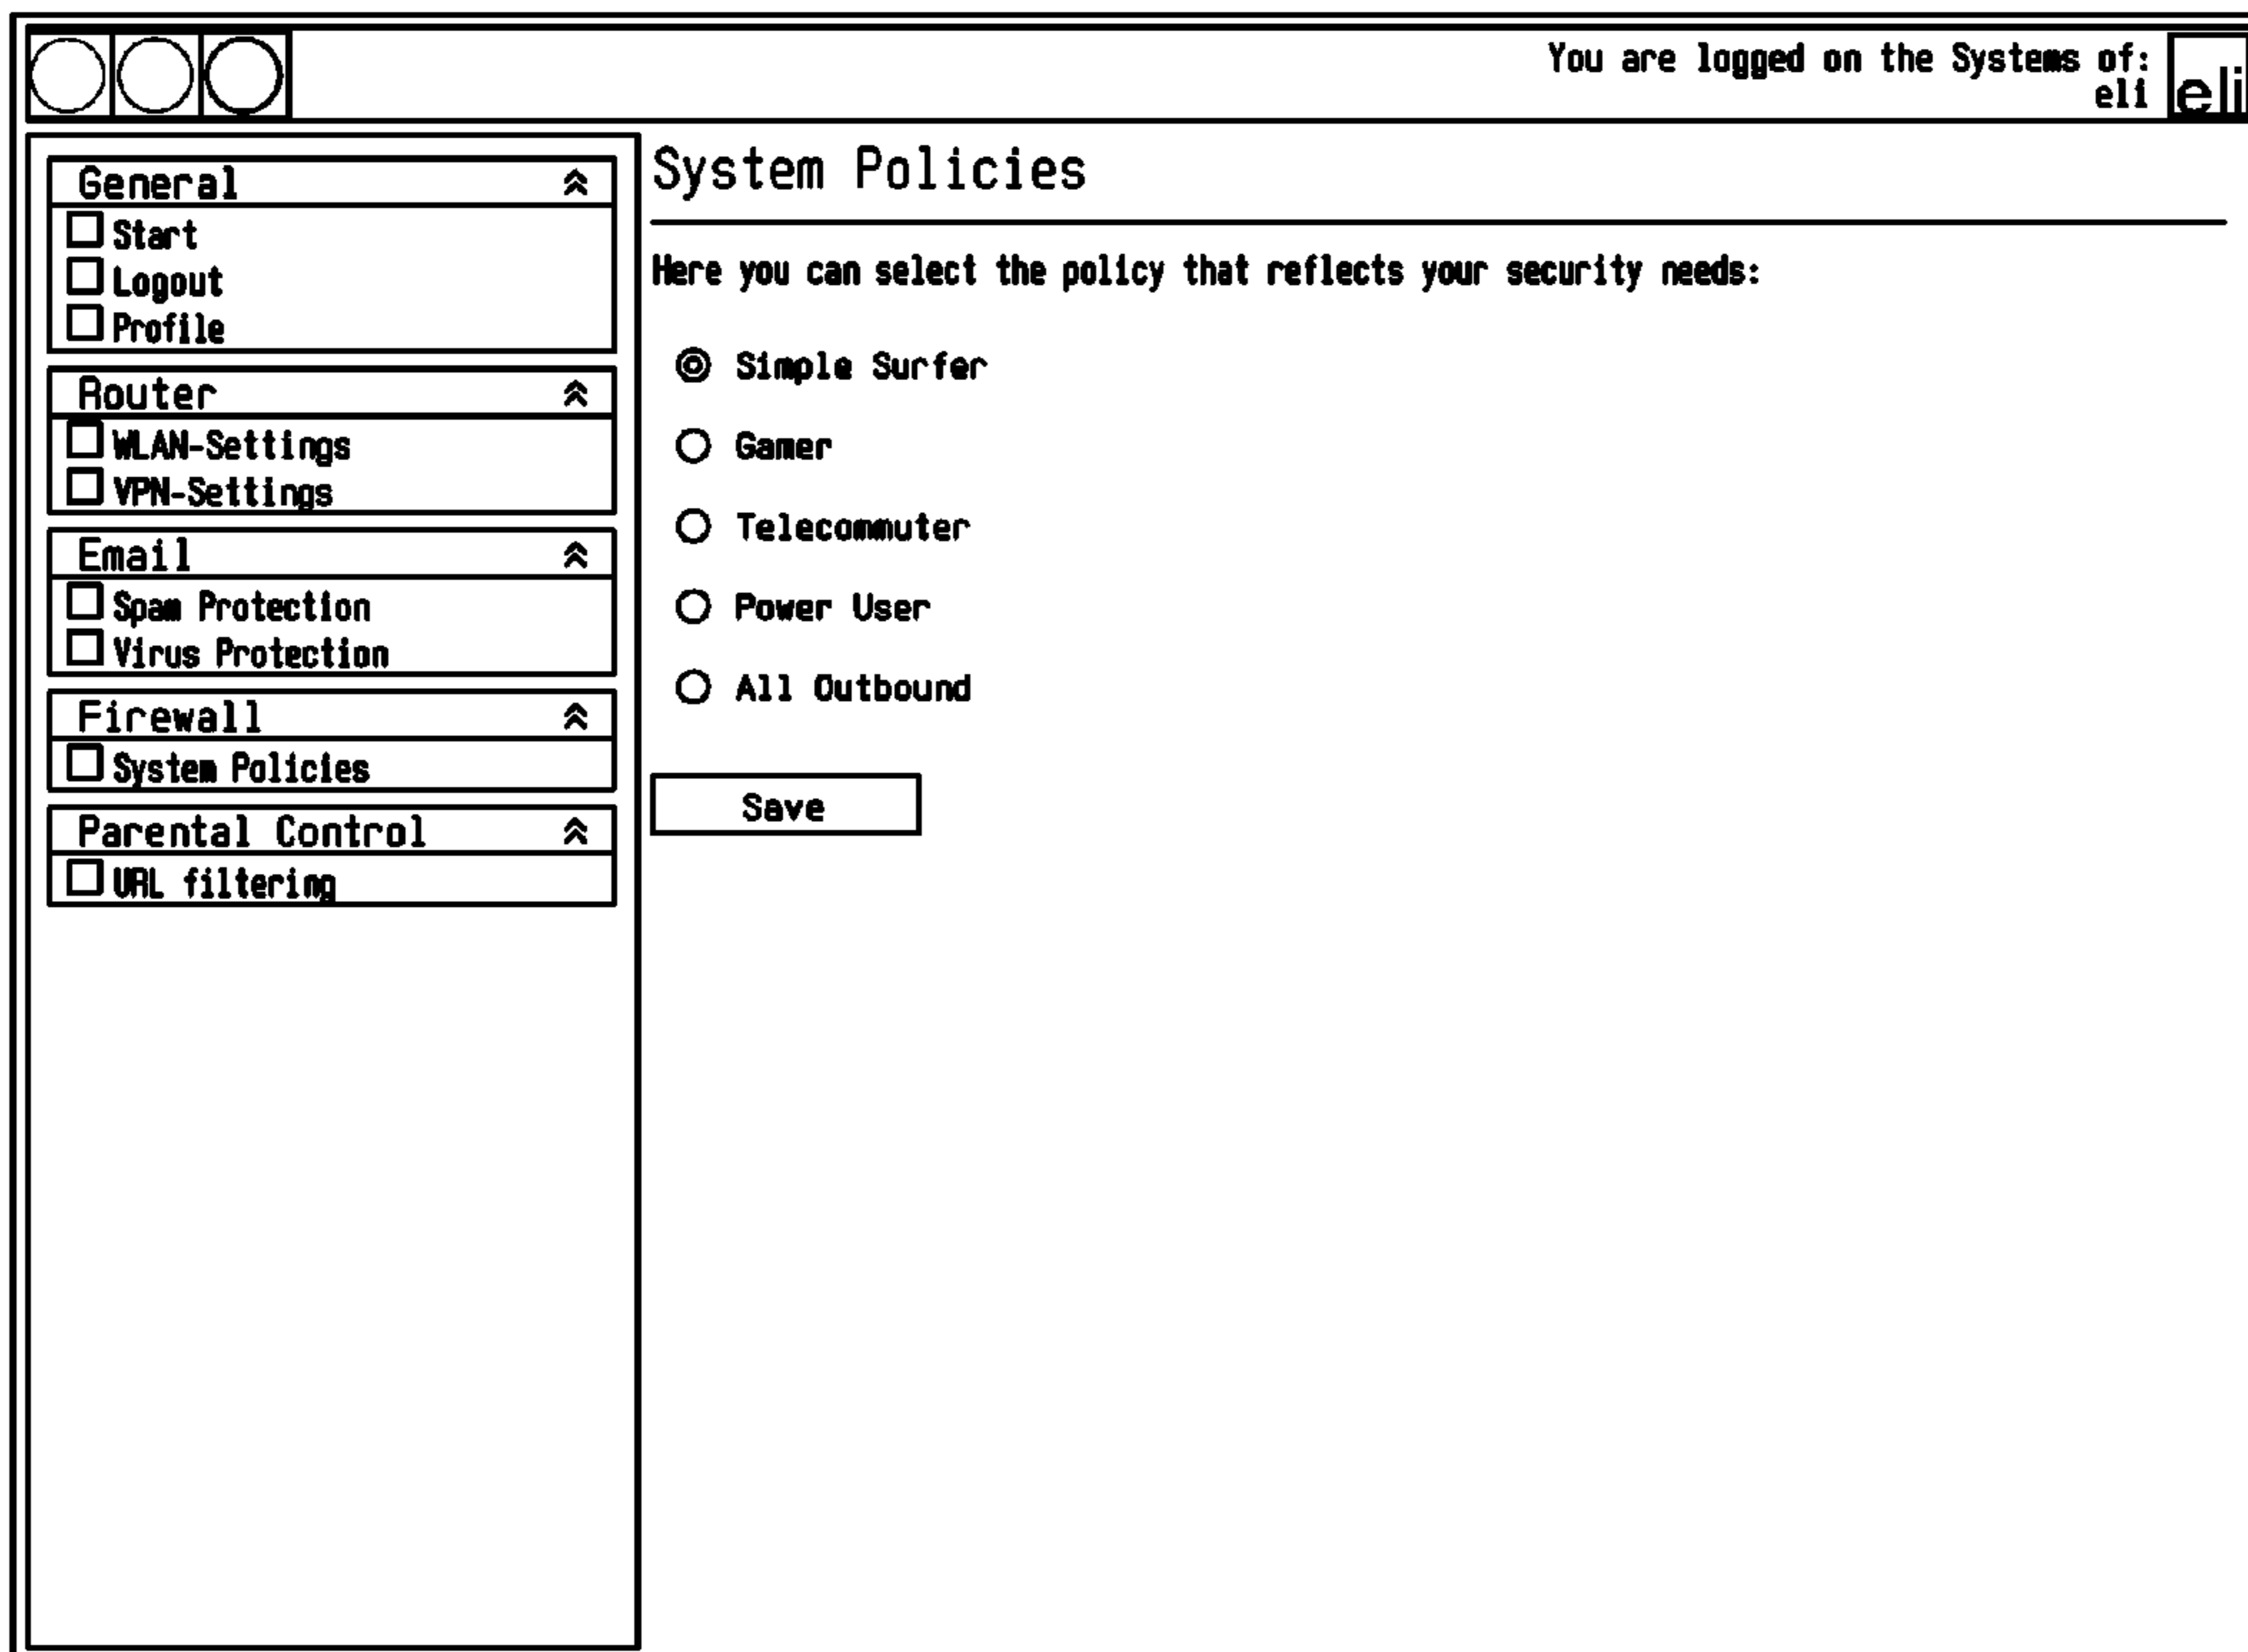 You are logged on the Systems of:
eli
eli
General
Start
Logout
Profile
Router
WLAN-Settings
VPN-Settings
Email
Spam Protection
Virus Protection
Firewall
System Policies
Parental Control
URL filtering
System Policies
Here you can select the policy that reflects your security needs:
Simple Surfer
Gamer
Telecommuter
Power User
All Outbound
Save